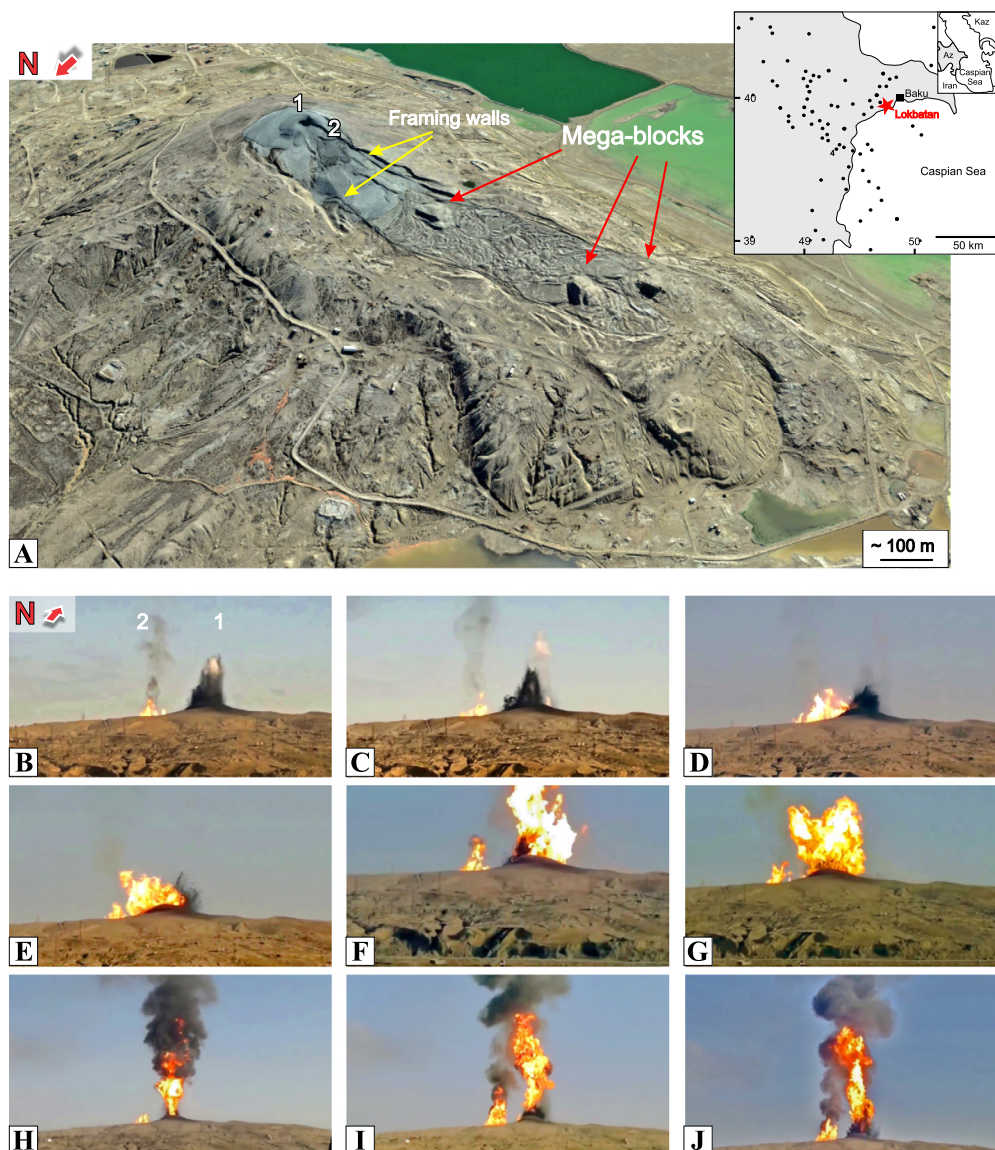 N
1
2
Framing walls
Mega-blocks
~ 100 m
A
Kaz
Az
Caspian
Sea
Iran
40
Baku
Lokbatan
4
Caspian Sea
39
49
50
50 km
N
2
1
B
C
D
E
F
G
H
I
J